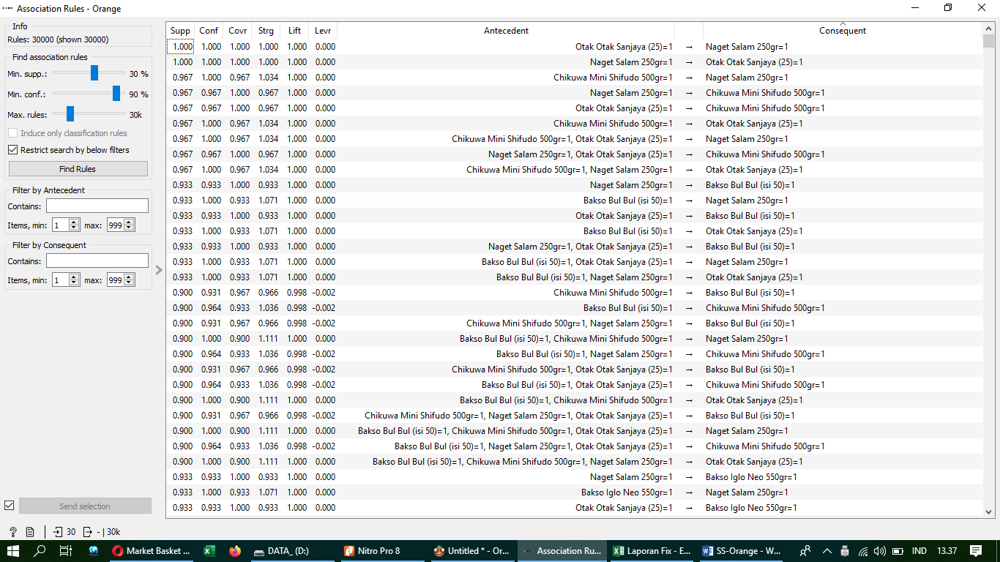 Association Rules - Orange
Info
Rules: 30000 (shown 30000)
Find association rules
Min. supp.: 30 %
Min. conf.: 90 %
Max. rules: 30k
Induce only classification rules
Restrict search by below filters
Find Rules
Filter by Antecedent
Contains:
Items, min: 1 max: 999
Filter by Consequent
Contains:
Items, min: 1 max: 999
Send selection
30 - | 30k
Supp Conf Covr Strg Lift Levr Antecedent Consequent
1.000 1.000 1.000 1.000 1.000 0.000 Otak Otak Sanjaya (25)=1 → Naget Salam 250gr=1
1.000 1.000 1.000 1.000 1.000 0.000 Naget Salam 250gr=1 → Otak Otak Sanjaya (25)=1
0.967 1.000 0.967 1.034 1.000 0.000 Chikuwa Mini Shifudo 500gr=1 → Naget Salam 250gr=1
0.967 0.967 1.000 0.967 1.000 0.000 Naget Salam 250gr=1 → Chikuwa Mini Shifudo 500gr=1
0.967 0.967 1.000 0.967 1.000 0.000 Otak Otak Sanjaya (25)=1 → Chikuwa Mini Shifudo 500gr=1
0.967 1.000 0.967 1.034 1.000 0.000 Chikuwa Mini Shifudo 500gr=1 → Otak Otak Sanjaya (25)=1
0.967 1.000 0.967 1.034 1.000 0.000 Chikuwa Mini Shifudo 500gr=1, Otak Otak Sanjaya (25)=1 → Naget Salam 250gr=1
0.967 0.967 1.000 0.967 1.000 0.000 Naget Salam 250gr=1, Otak Otak Sanjaya (25)=1 → Chikuwa Mini Shifudo 500gr=1
0.967 1.000 0.967 1.034 1.000 0.000 Chikuwa Mini Shifudo 500gr=1, Naget Salam 250gr=1 → Otak Otak Sanjaya (25)=1
0.933 0.933 1.000 0.933 1.000 0.000 Naget Salam 250gr=1 → Bakso Bul Bul (isi 50)=1
0.933 1.000 0.933 1.071 1.000 0.000 Bakso Bul Bul (isi 50)=1 → Naget Salam 250gr=1
0.933 0.933 1.000 0.933 1.000 0.000 Otak Otak Sanjaya (25)=1 → Bakso Bul Bul (isi 50)=1
0.933 1.000 0.933 1.071 1.000 0.000 Bakso Bul Bul (isi 50)=1 → Otak Otak Sanjaya (25)=1
0.933 0.933 1.000 0.933 1.000 0.000 Naget Salam 250gr=1, Otak Otak Sanjaya (25)=1 → Bakso Bul Bul (isi 50)=1
0.933 1.000 0.933 1.071 1.000 0.000 Bakso Bul Bul (isi 50)=1, Otak Otak Sanjaya (25)=1 → Naget Salam 250gr=1
0.933 1.000 0.933 1.071 1.000 0.000 Bakso Bul Bul (isi 50)=1, Naget Salam 250gr=1 → Otak Otak Sanjaya (25)=1
0.900 0.931 0.967 0.966 0.998 -0.002 Chikuwa Mini Shifudo 500gr=1 → Bakso Bul Bul (isi 50)=1
0.900 0.964 0.933 1.036 0.998 -0.002 Bakso Bul Bul (isi 50)=1 → Chikuwa Mini Shifudo 500gr=1
0.900 0.931 0.967 0.966 0.998 -0.002 Chikuwa Mini Shifudo 500gr=1, Naget Salam 250gr=1 → Bakso Bul Bul (isi 50)=1
0.900 1.000 0.900 1.111 1.000 0.000 Bakso Bul Bul (isi 50)=1, Chikuwa Mini Shifudo 500gr=1 → Naget Salam 250gr=1
0.900 0.964 0.933 1.036 0.998 -0.002 Bakso Bul Bul (isi 50)=1, Naget Salam 250gr=1 → Chikuwa Mini Shifudo 500gr=1
0.900 0.931 0.967 0.966 0.998 -0.002 Chikuwa Mini Shifudo 500gr=1, Otak Otak Sanjaya (25)=1 → Bakso Bul Bul (isi 50)=1
0.900 0.964 0.933 1.036 0.998 -0.002 Bakso Bul Bul (isi 50)=1, Otak Otak Sanjaya (25)=1 → Chikuwa Mini Shifudo 500gr=1
0.900 1.000 0.900 1.111 1.000 0.000 Bakso Bul Bul (isi 50)=1, Chikuwa Mini Shifudo 500gr=1 → Otak Otak Sanjaya (25)=1
0.900 0.931 0.967 0.966 0.998 -0.002 Chikuwa Mini Shifudo 500gr=1, Naget Salam 250gr=1, Otak Otak Sanjaya (25)=1 → Bakso Bul Bul (isi 50)=1
0.900 1.000 0.900 1.111 1.000 0.000 Bakso Bul Bul (isi 50)=1, Chikuwa Mini Shifudo 500gr=1, Otak Otak Sanjaya (25)=1 → Naget Salam 250gr=1
0.900 0.964 0.933 1.036 0.998 -0.002 Bakso Bul Bul (isi 50)=1, Naget Salam 250gr=1, Otak Otak Sanjaya (25)=1 → Chikuwa Mini Shifudo 500gr=1
0.900 1.000 0.900 1.111 1.000 0.000 Bakso Bul Bul (isi 50)=1, Chikuwa Mini Shifudo 500gr=1, Naget Salam 250gr=1 → Otak Otak Sanjaya (25)=1
0.933 0.933 1.000 0.933 1.000 0.000 Naget Salam 250gr=1 → Bakso Iglo Neo 550gr=1
0.933 1.000 0.933 1.071 1.000 0.000 Bakso Iglo Neo 550gr=1 → Naget Salam 250gr=1
0.933 0.933 1.000 0.933 1.000 0.000 Otak Otak Sanjaya (25)=1 → Bakso Iglo Neo 550gr=1
Market Basket ... DATA_ (D:) Nitro Pro 8 Untitled * - Or... Association Ru... Laporan Fix - E... SS-Orange - W... IND 13.37